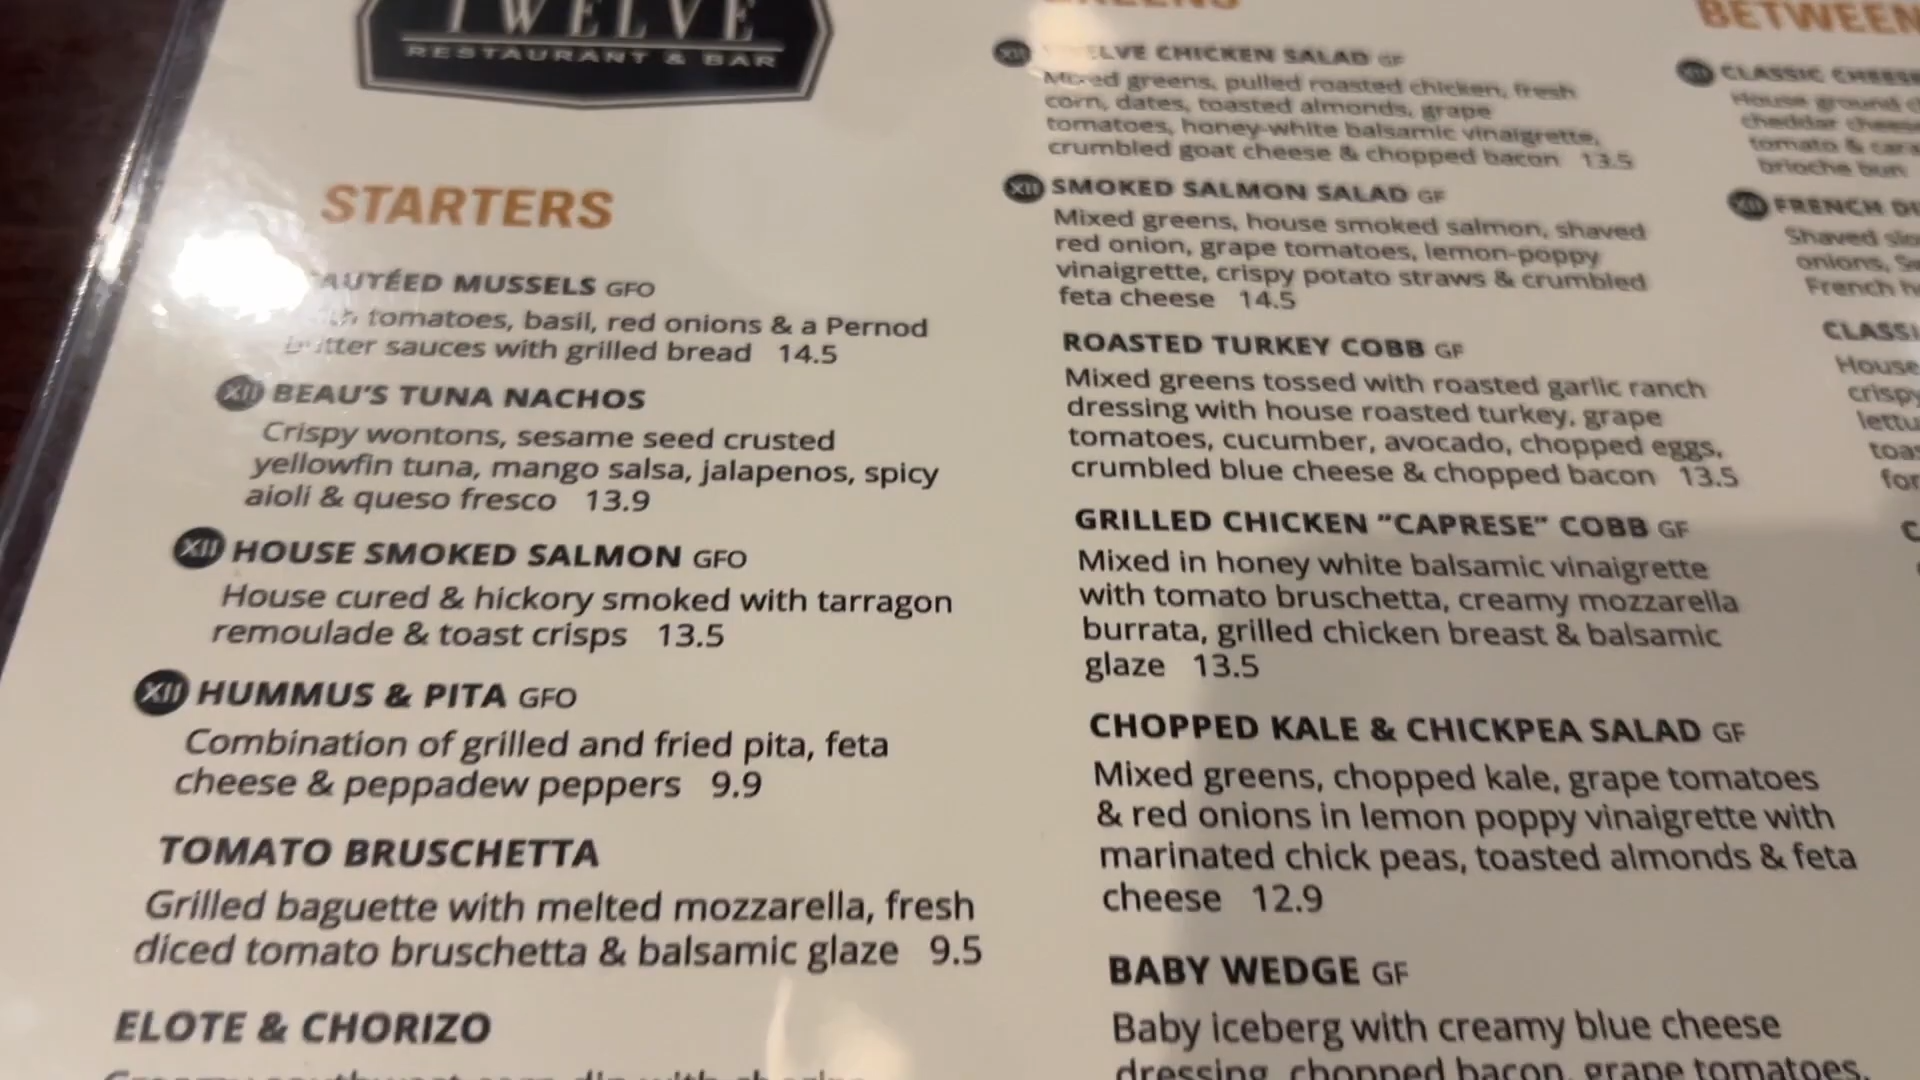 TWELVE
RESTAURANT & BAR
STARTERS
SAUTÉED MUSSELS GFO
tomatoes, basil, red onions & a Pernod
butter sauces with grilled bread 14.5
XII BEAU'S TUNA NACHOS
Crispy wontons, sesame seed crusted
yellowfin tuna, mango salsa, jalapenos, spicy
aioli & queso fresco 13.9
XII HOUSE SMOKED SALMON GFO
House cured & hickory smoked with tarragon
remoulade & toast crisps 13.5
XII HUMMUS & PITA GFO
Combination of grilled and fried pita, feta
cheese & peppadew peppers 9.9
TOMATO BRUSCHETTA
Grilled baguette with melted mozzarella, fresh
diced tomato bruschetta & balsamic glaze 9.5
ELOTE & CHORIZO
GREENS
XII TWELVE CHICKEN SALAD GF
Mixed greens, pulled roasted chicken, fresh
corn, dates, toasted almonds, grape
tomatoes, honey-white balsamic vinaigrette,
crumbled goat cheese & chopped bacon 13.5
XII SMOKED SALMON SALAD GF
Mixed greens, house smoked salmon, shaved
red onion, grape tomatoes, lemon-poppy
vinaigrette, crispy potato straws & crumbled
feta cheese 14.5
ROASTED TURKEY COBB GF
Mixed greens tossed with roasted garlic ranch
dressing with house roasted turkey, grape
tomatoes, cucumber, avocado, chopped eggs,
crumbled blue cheese & chopped bacon 13.5
GRILLED CHICKEN "CAPRESE" COBB GF
Mixed in honey white balsamic vinaigrette
with tomato bruschetta, creamy mozzarella
burrata, grilled chicken breast & balsamic
glaze 13.5
CHOPPED KALE & CHICKPEA SALAD GF
Mixed greens, chopped kale, grape tomatoes
& red onions in lemon poppy vinaigrette with
marinated chick peas, toasted almonds & feta
cheese 12.9
BABY WEDGE GF
Baby iceberg with creamy blue cheese
dressing, chopped bacon, grape tomatoes,
BETWEEN
XII CLASSIC CHEESE
House ground
cheddar cheese
tomato &
brioche bun
XII FRENCH
Shaved
onions,
French
House
crispy